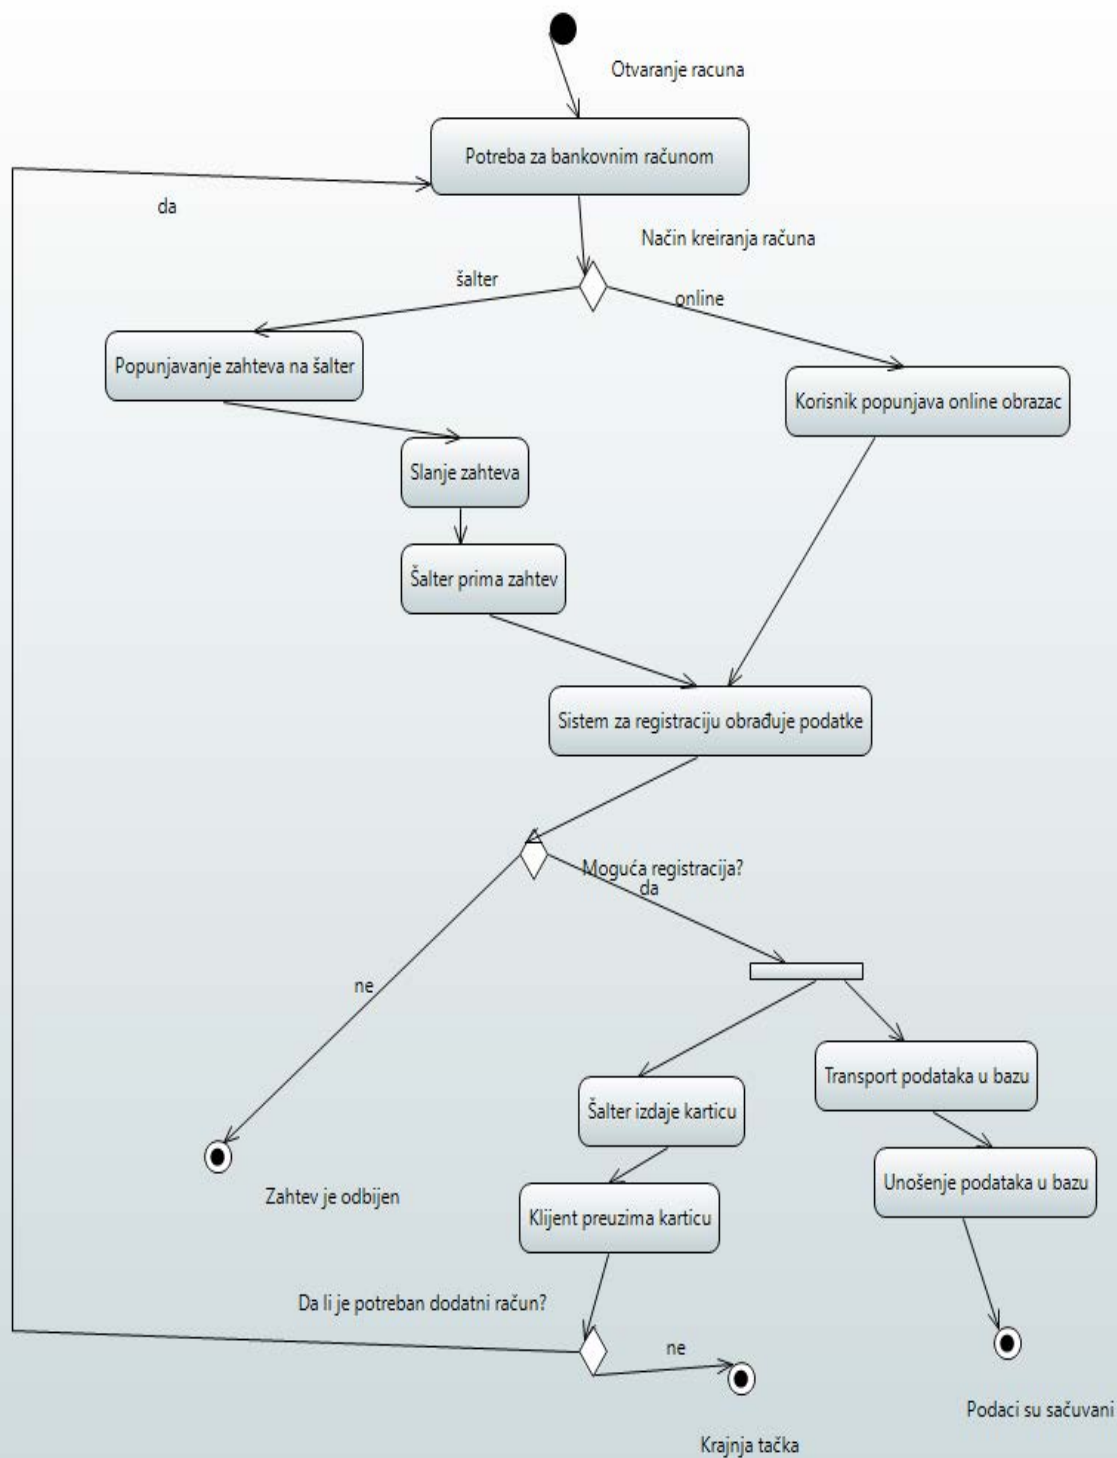 Otvaranje racuna
Potreba za bankovnim računom
da
Način kreiranja računa
šalter
online
Popunjavanje zahteva na šalter
Korisnik popunjava online obrazac
Slanje zahteva
Šalter prima zahtev
Sistem za registraciju obrađuje podatke
Moguća registracija?
da
ne
Transport podataka u bazu
Šalter izdaje karticu
Unošenje podataka u bazu
Zahtev je odbijen
Klijent preuzima karticu
Da li je potreban dodatni račun?
ne
Podaci su sačuvani
Krajnja tačka